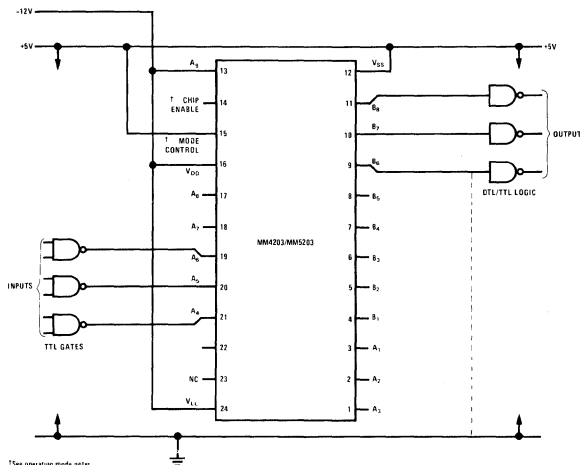 -12V
+5V
+5V
A9
13
VSS
12
† CHIP
ENABLE
14
11
B8
† MODE
CONTROL
15
10
B7
OUTPUT
VDD
16
9
B6
DTL/TTL LOGIC
A8
17
8
B5
A7
18
7
B4
MM4203/MM5203
A6
19
6
B3
INPUTS
A5
20
5
B2
A4
21
4
B1
TTL GATES
22
3
A1
NC
23
2
A2
VLL
24
1
A3
†See operation mode notes